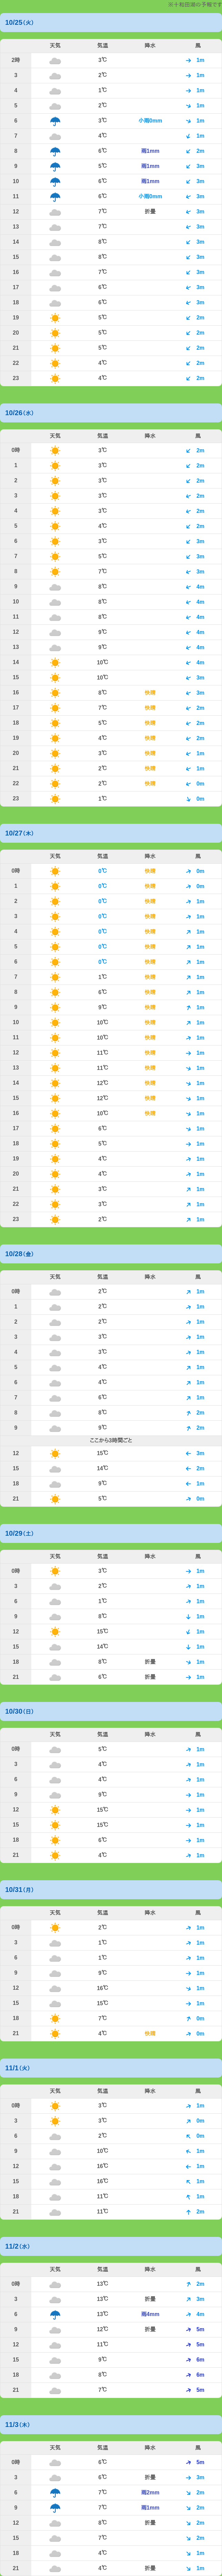 ※十和田湖の予報です
10/25(火)
天気 気温 降水 風
2時 3℃ 1m
3 2℃ 1m
4 1℃ 1m
5 2℃ 1m
6 3℃ 小雨0mm 1m
7 4℃ 1m
8 6℃ 雨1mm 2m
9 5℃ 雨1mm 3m
10 6℃ 雨1mm 3m
11 6℃ 小雨0mm 3m
12 7℃ 折曇 3m
13 7℃ 3m
14 8℃ 3m
15 8℃ 3m
16 7℃ 3m
17 6℃ 3m
18 6℃ 3m
19 5℃ 2m
20 5℃ 2m
21 5℃ 2m
22 4℃ 2m
23 4℃ 2m
10/26(水)
天気 気温 降水 風
0時 3℃ 2m
1 3℃ 2m
2 3℃ 2m
3 3℃ 2m
4 3℃ 2m
5 4℃ 2m
6 3℃ 3m
7 5℃ 3m
8 7℃ 3m
9 8℃ 4m
10 8℃ 4m
11 8℃ 4m
12 9℃ 4m
13 9℃ 4m
14 10℃ 4m
15 10℃ 3m
16 8℃ 快晴 3m
17 7℃ 快晴 2m
18 5℃ 快晴 2m
19 4℃ 快晴 2m
20 3℃ 快晴 1m
21 2℃ 快晴 1m
22 2℃ 快晴 0m
23 1℃ 0m
10/27(木)
天気 気温 降水 風
0時 0℃ 快晴 0m
1 0℃ 快晴 0m
2 0℃ 快晴 1m
3 0℃ 快晴 1m
4 0℃ 快晴 1m
5 0℃ 快晴 1m
6 0℃ 快晴 1m
7 1℃ 快晴 1m
8 6℃ 快晴 1m
9 9℃ 快晴 1m
10 10℃ 快晴 1m
11 10℃ 快晴 1m
12 11℃ 快晴 1m
13 11℃ 快晴 1m
14 12℃ 快晴 1m
15 12℃ 快晴 1m
16 10℃ 快晴 1m
17 6℃ 1m
18 5℃ 1m
19 4℃ 1m
20 4℃ 1m
21 3℃ 1m
22 3℃ 1m
23 2℃ 1m
10/28(金)
天気 気温 降水 風
0時 2℃ 1m
1 2℃ 1m
2 2℃ 1m
3 3℃ 1m
4 3℃ 1m
5 4℃ 1m
6 4℃ 1m
7 6℃ 1m
8 8℃ 2m
9 9℃ 2m
ここから3時間ごと
12 15℃ 3m
15 14℃ 2m
18 9℃ 1m
21 5℃ 0m
10/29(土)
天気 気温 降水 風
0時 3℃ 1m
3 2℃ 1m
6 1℃ 1m
9 8℃ 1m
12 15℃ 1m
15 14℃ 1m
18 8℃ 折曇 1m
21 6℃ 折曇 1m
10/30(日)
天気 気温 降水 風
0時 5℃ 1m
3 4℃ 1m
6 4℃ 1m
9 9℃ 1m
12 15℃ 1m
15 15℃ 1m
18 6℃ 1m
21 4℃ 1m
10/31(月)
天気 気温 降水 風
0時 2℃ 1m
3 1℃ 1m
6 1℃ 1m
9 9℃ 1m
12 16℃ 1m
15 15℃ 1m
18 7℃ 0m
21 4℃ 快晴 0m
11/1(火)
天気 気温 降水 風
0時 3℃ 1m
3 3℃ 0m
6 2℃ 0m
9 10℃ 1m
12 16℃ 1m
15 16℃ 1m
18 11℃ 1m
21 11℃ 2m
11/2(水)
天気 気温 降水 風
0時 13℃ 2m
3 13℃ 折曇 3m
6 13℃ 雨4mm 4m
9 12℃ 折曇 5m
12 11℃ 5m
15 9℃ 6m
18 8℃ 6m
21 7℃ 5m
11/3(木)
天気 気温 降水 風
0時 6℃ 5m
3 6℃ 折曇 3m
6 7℃ 雨2mm 2m
9 7℃ 雨1mm 2m
12 8℃ 折曇 2m
15 7℃ 2m
18 4℃ 1m
21 4℃ 折曇 1m